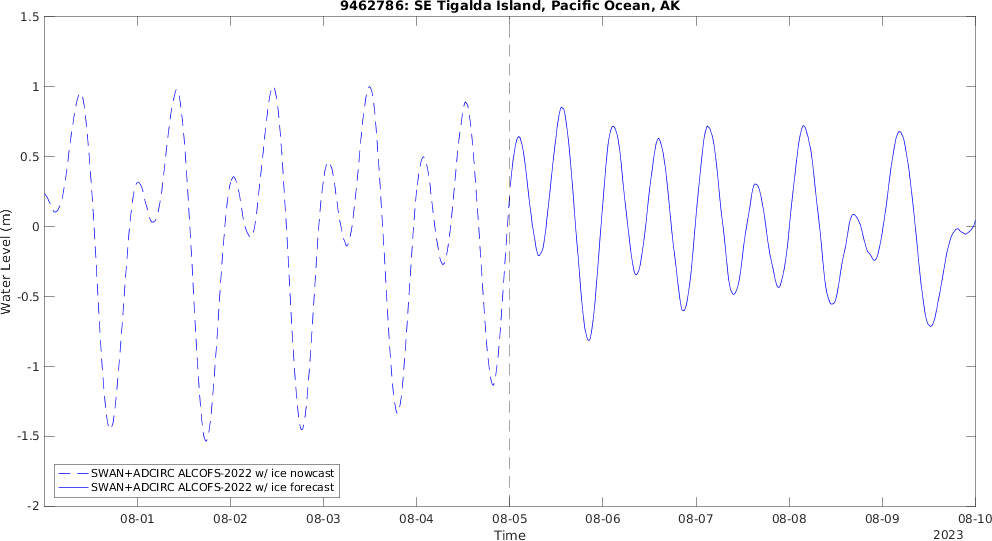 9462786: SE Tigalda Island, Pacific Ocean, AK
1.5
1
0.5
0
-0.5
-1
-1.5
-2
Water Level (m)
SWAN+ADCIRC ALCOFS-2022 w/ ice nowcast
SWAN+ADCIRC ALCOFS-2022 w/ ice forecast
08-01 08-02 08-03 08-04 08-05 08-06 08-07 08-08 08-09 08-10
Time
2023